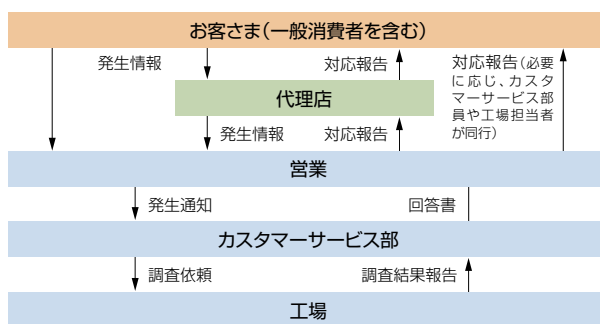 お客さま（一般消費者を含む）
発生情報
対応報告
対応報告（必要
に応じ、カスタ
マーサービス部
員や工場担当者
が同行）
代理店
発生情報
対応報告
営業
発生通知
回答書
カスタマーサービス部
調査依頼
調査結果報告
工場